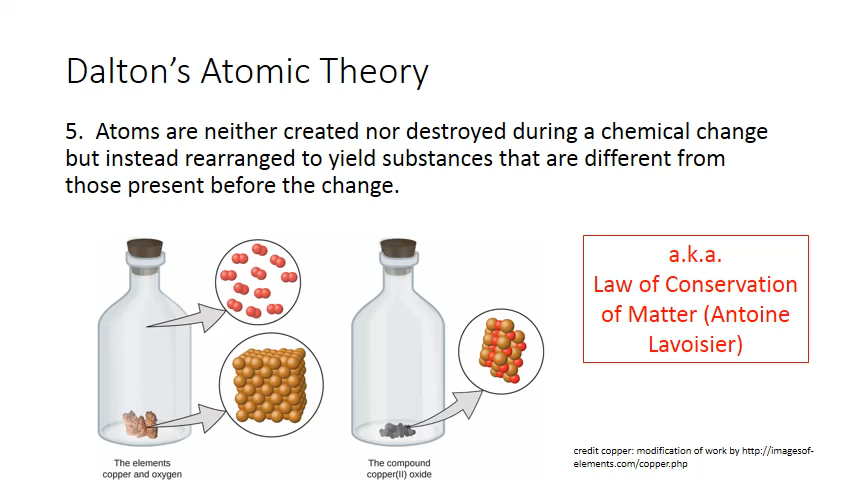 Dalton's Atomic Theory
5. Atoms are neither created nor destroyed during a chemical change
but instead rearranged to yield substances that are different from
those present before the change.
a.k.a.
Law of Conservation
of Matter (Antoine
Lavoisier)
The elements
copper and oxygen
The compound
copper(II) oxide
credit copper: modification of work by http://imagesof-
elements.com/copper.php